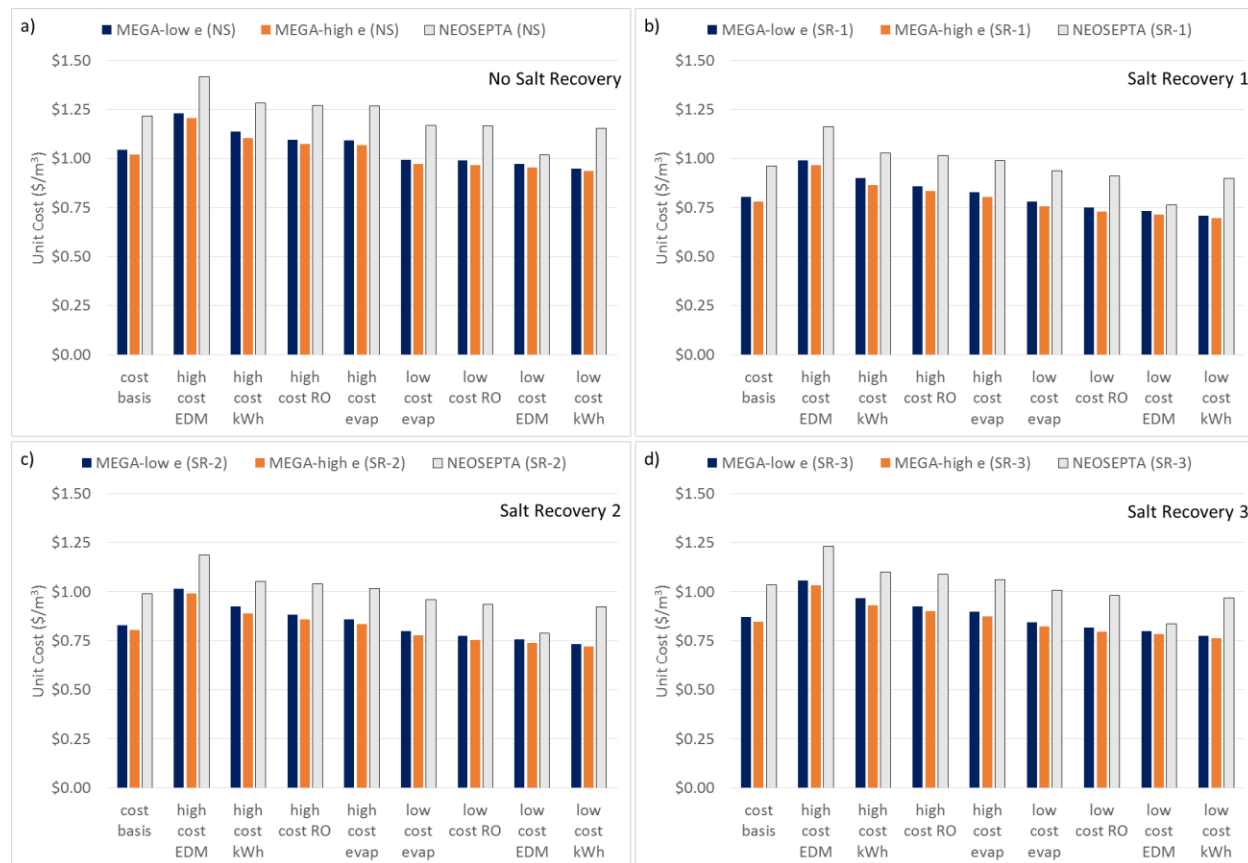 a)
MEGA-low e (NS) MEGA-high e (NS) NEOSEPTA (NS)
No Salt Recovery
Unit Cost ($/m³)
$1.50
$1.25
$1.00
$0.75
$0.50
$0.25
$0.00
cost basis
high cost EDM
high cost kWh
high cost RO
high cost evap
low cost evap
low cost RO
low cost EDM
low cost kWh
b)
MEGA-low e (SR-1) MEGA-high e (SR-1) NEOSEPTA (SR-1)
Salt Recovery 1
Unit Cost ($/m³)
$1.50
$1.25
$1.00
$0.75
$0.50
$0.25
$0.00
cost basis
high cost EDM
high cost kWh
high cost RO
high cost evap
low cost evap
low cost RO
low cost EDM
low cost kWh
c)
MEGA-low e (SR-2) MEGA-high e (SR-2) NEOSEPTA (SR-2)
Salt Recovery 2
Unit Cost ($/m³)
$1.50
$1.25
$1.00
$0.75
$0.50
$0.25
$0.00
cost basis
high cost EDM
high cost kWh
high cost RO
high cost evap
low cost evap
low cost RO
low cost EDM
low cost kWh
d)
MEGA-low e (SR-3) MEGA-high e (SR-3) NEOSEPTA (SR-3)
Salt Recovery 3
Unit Cost ($/m³)
$1.50
$1.25
$1.00
$0.75
$0.50
$0.25
$0.00
cost basis
high cost EDM
high cost kWh
high cost RO
high cost evap
low cost evap
low cost RO
low cost EDM
low cost kWh